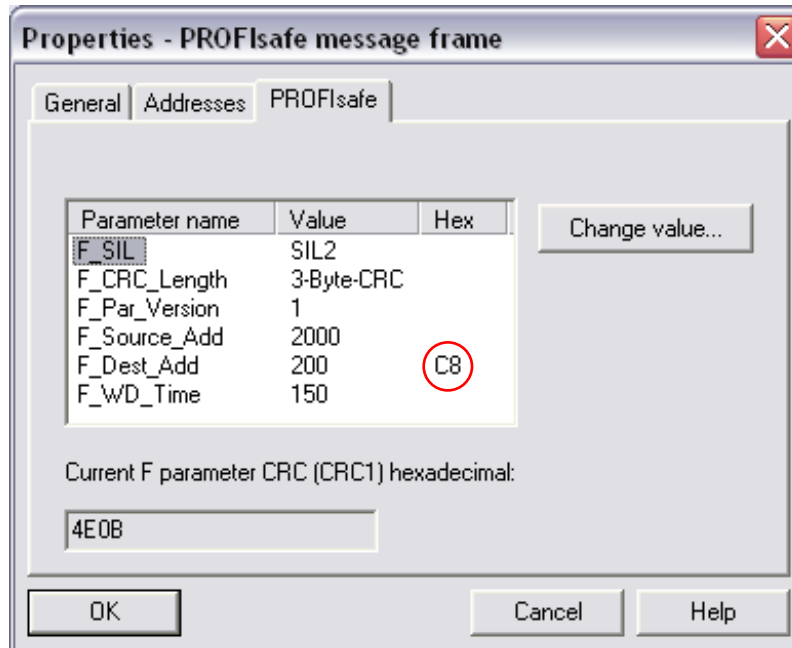 Properties - PROFIsafe message frame
General Addresses PROFIsafe
Parameter name Value Hex
F_SIL SIL2
F_CRC_Length 3-Byte-CRC
F_Par_Version 1
F_Source_Add 2000
F_Dest_Add 200 C8
F_WD_Time 150
Change value...
Current F parameter CRC (CRC1) hexadecimal:
4E0B
OK Cancel Help